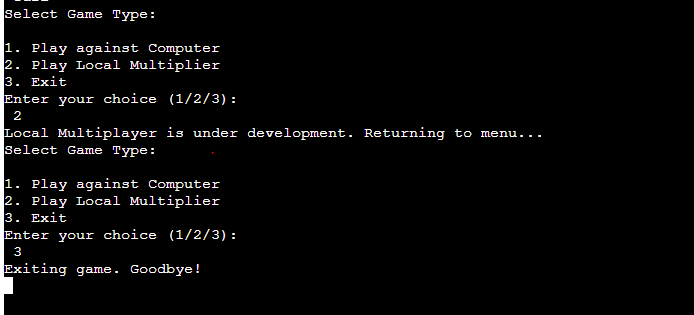 Select Game Type:
1. Play against Computer
2. Play Local Multiplier
3. Exit
Enter your choice (1/2/3):
2
Local Multiplayer is under development. Returning to menu...
Select Game Type:
1. Play against Computer
2. Play Local Multiplier
3. Exit
Enter your choice (1/2/3):
3
Exiting game. Goodbye!